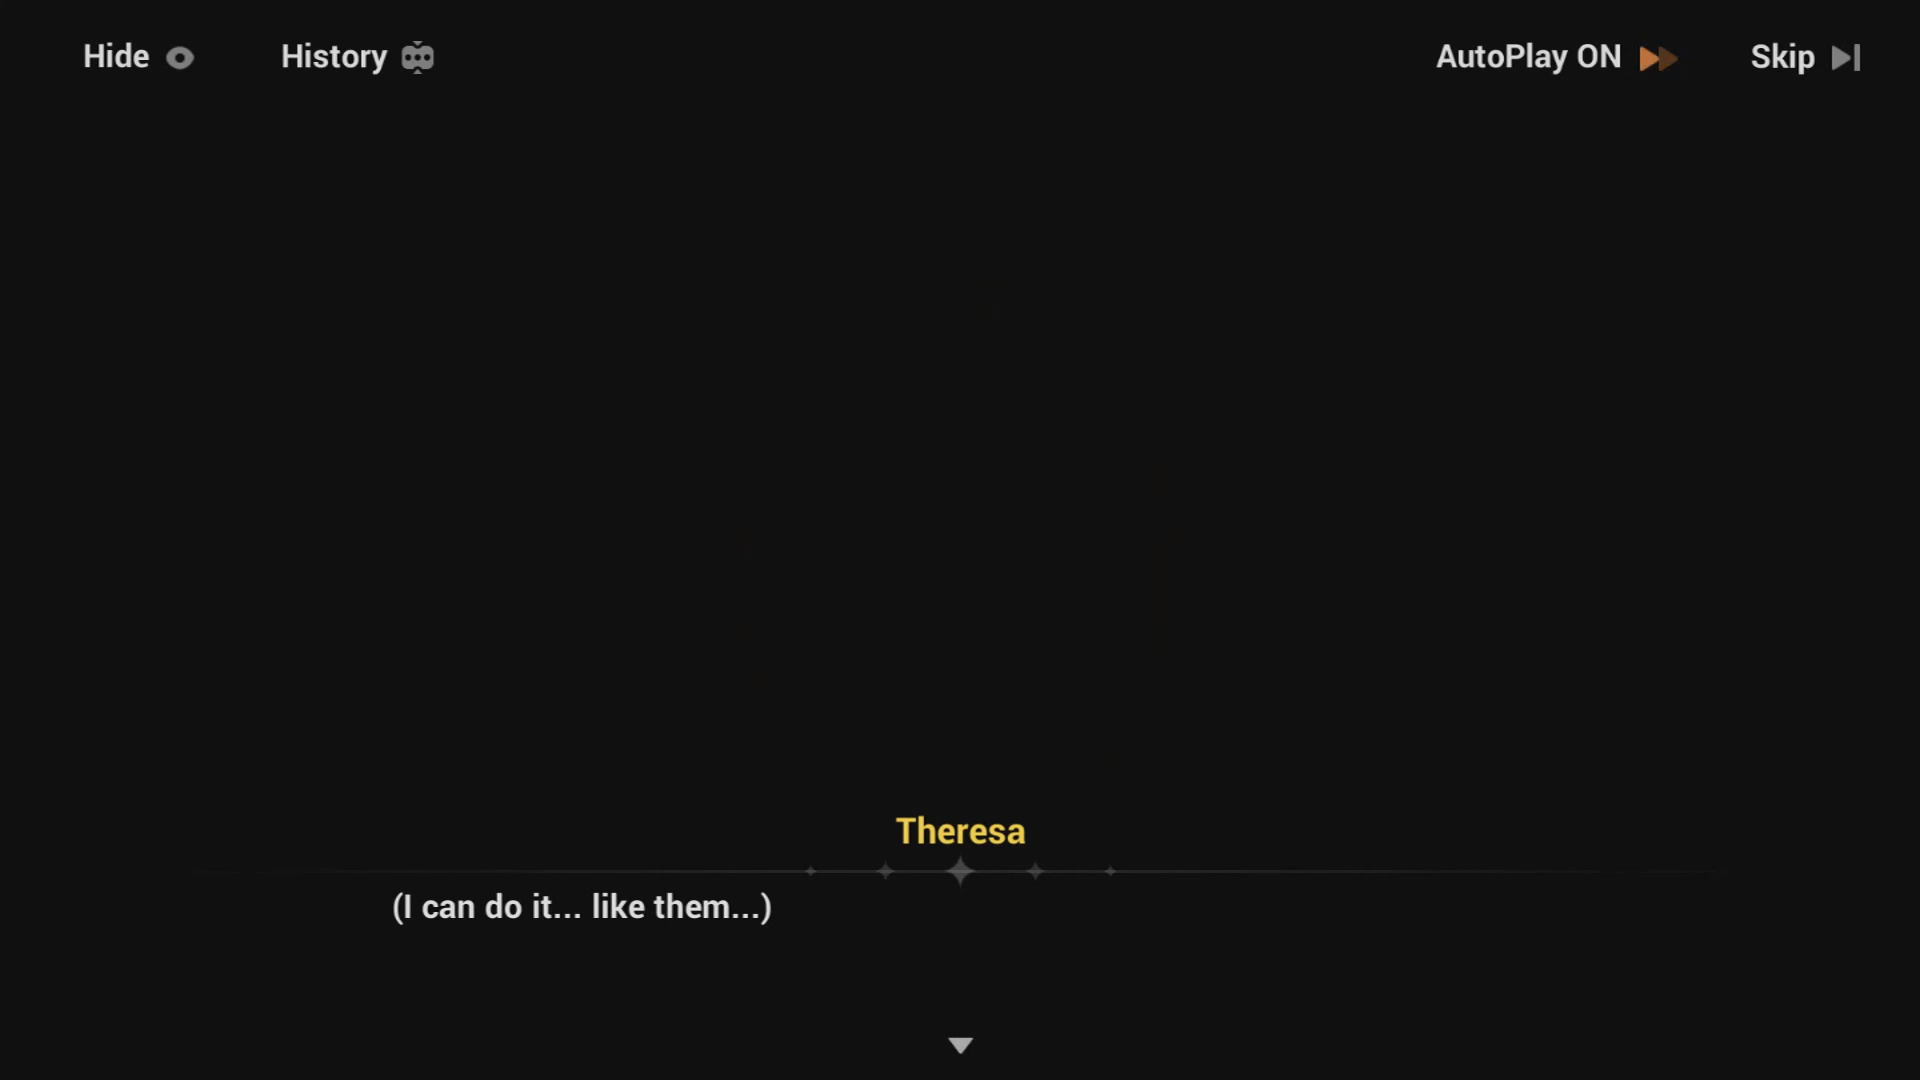 Hide
History
AutoPlay ON
Skip
Theresa
(I can do it... like them...)